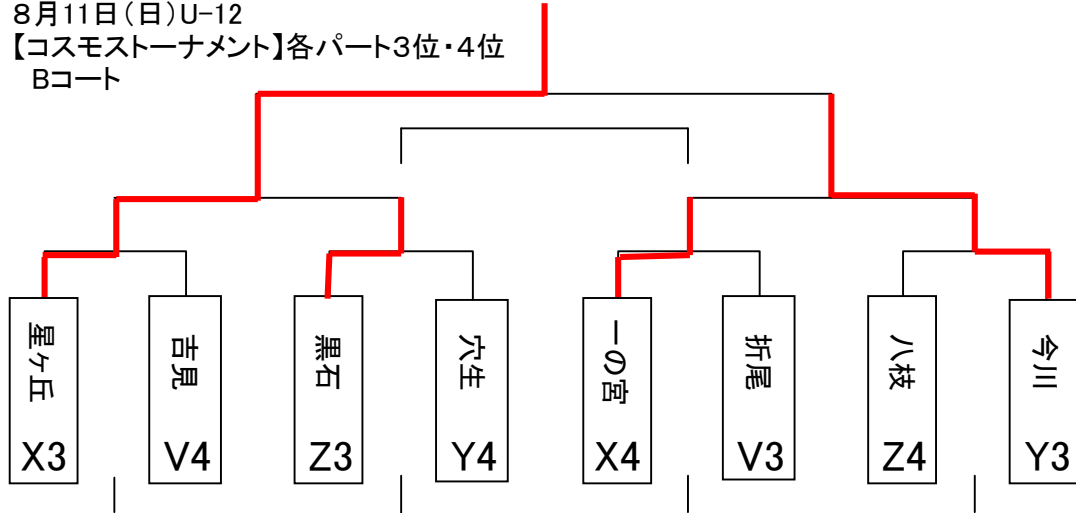 8月11日(日)U-12
【コスモストーナメント】各パート3位・4位
Bコート
星ヶ丘
X3
吉見
V4
黒石
Z3
穴生
Y4
一の宮
X4
折尾
V3
八枝
Z4
今川
Y3